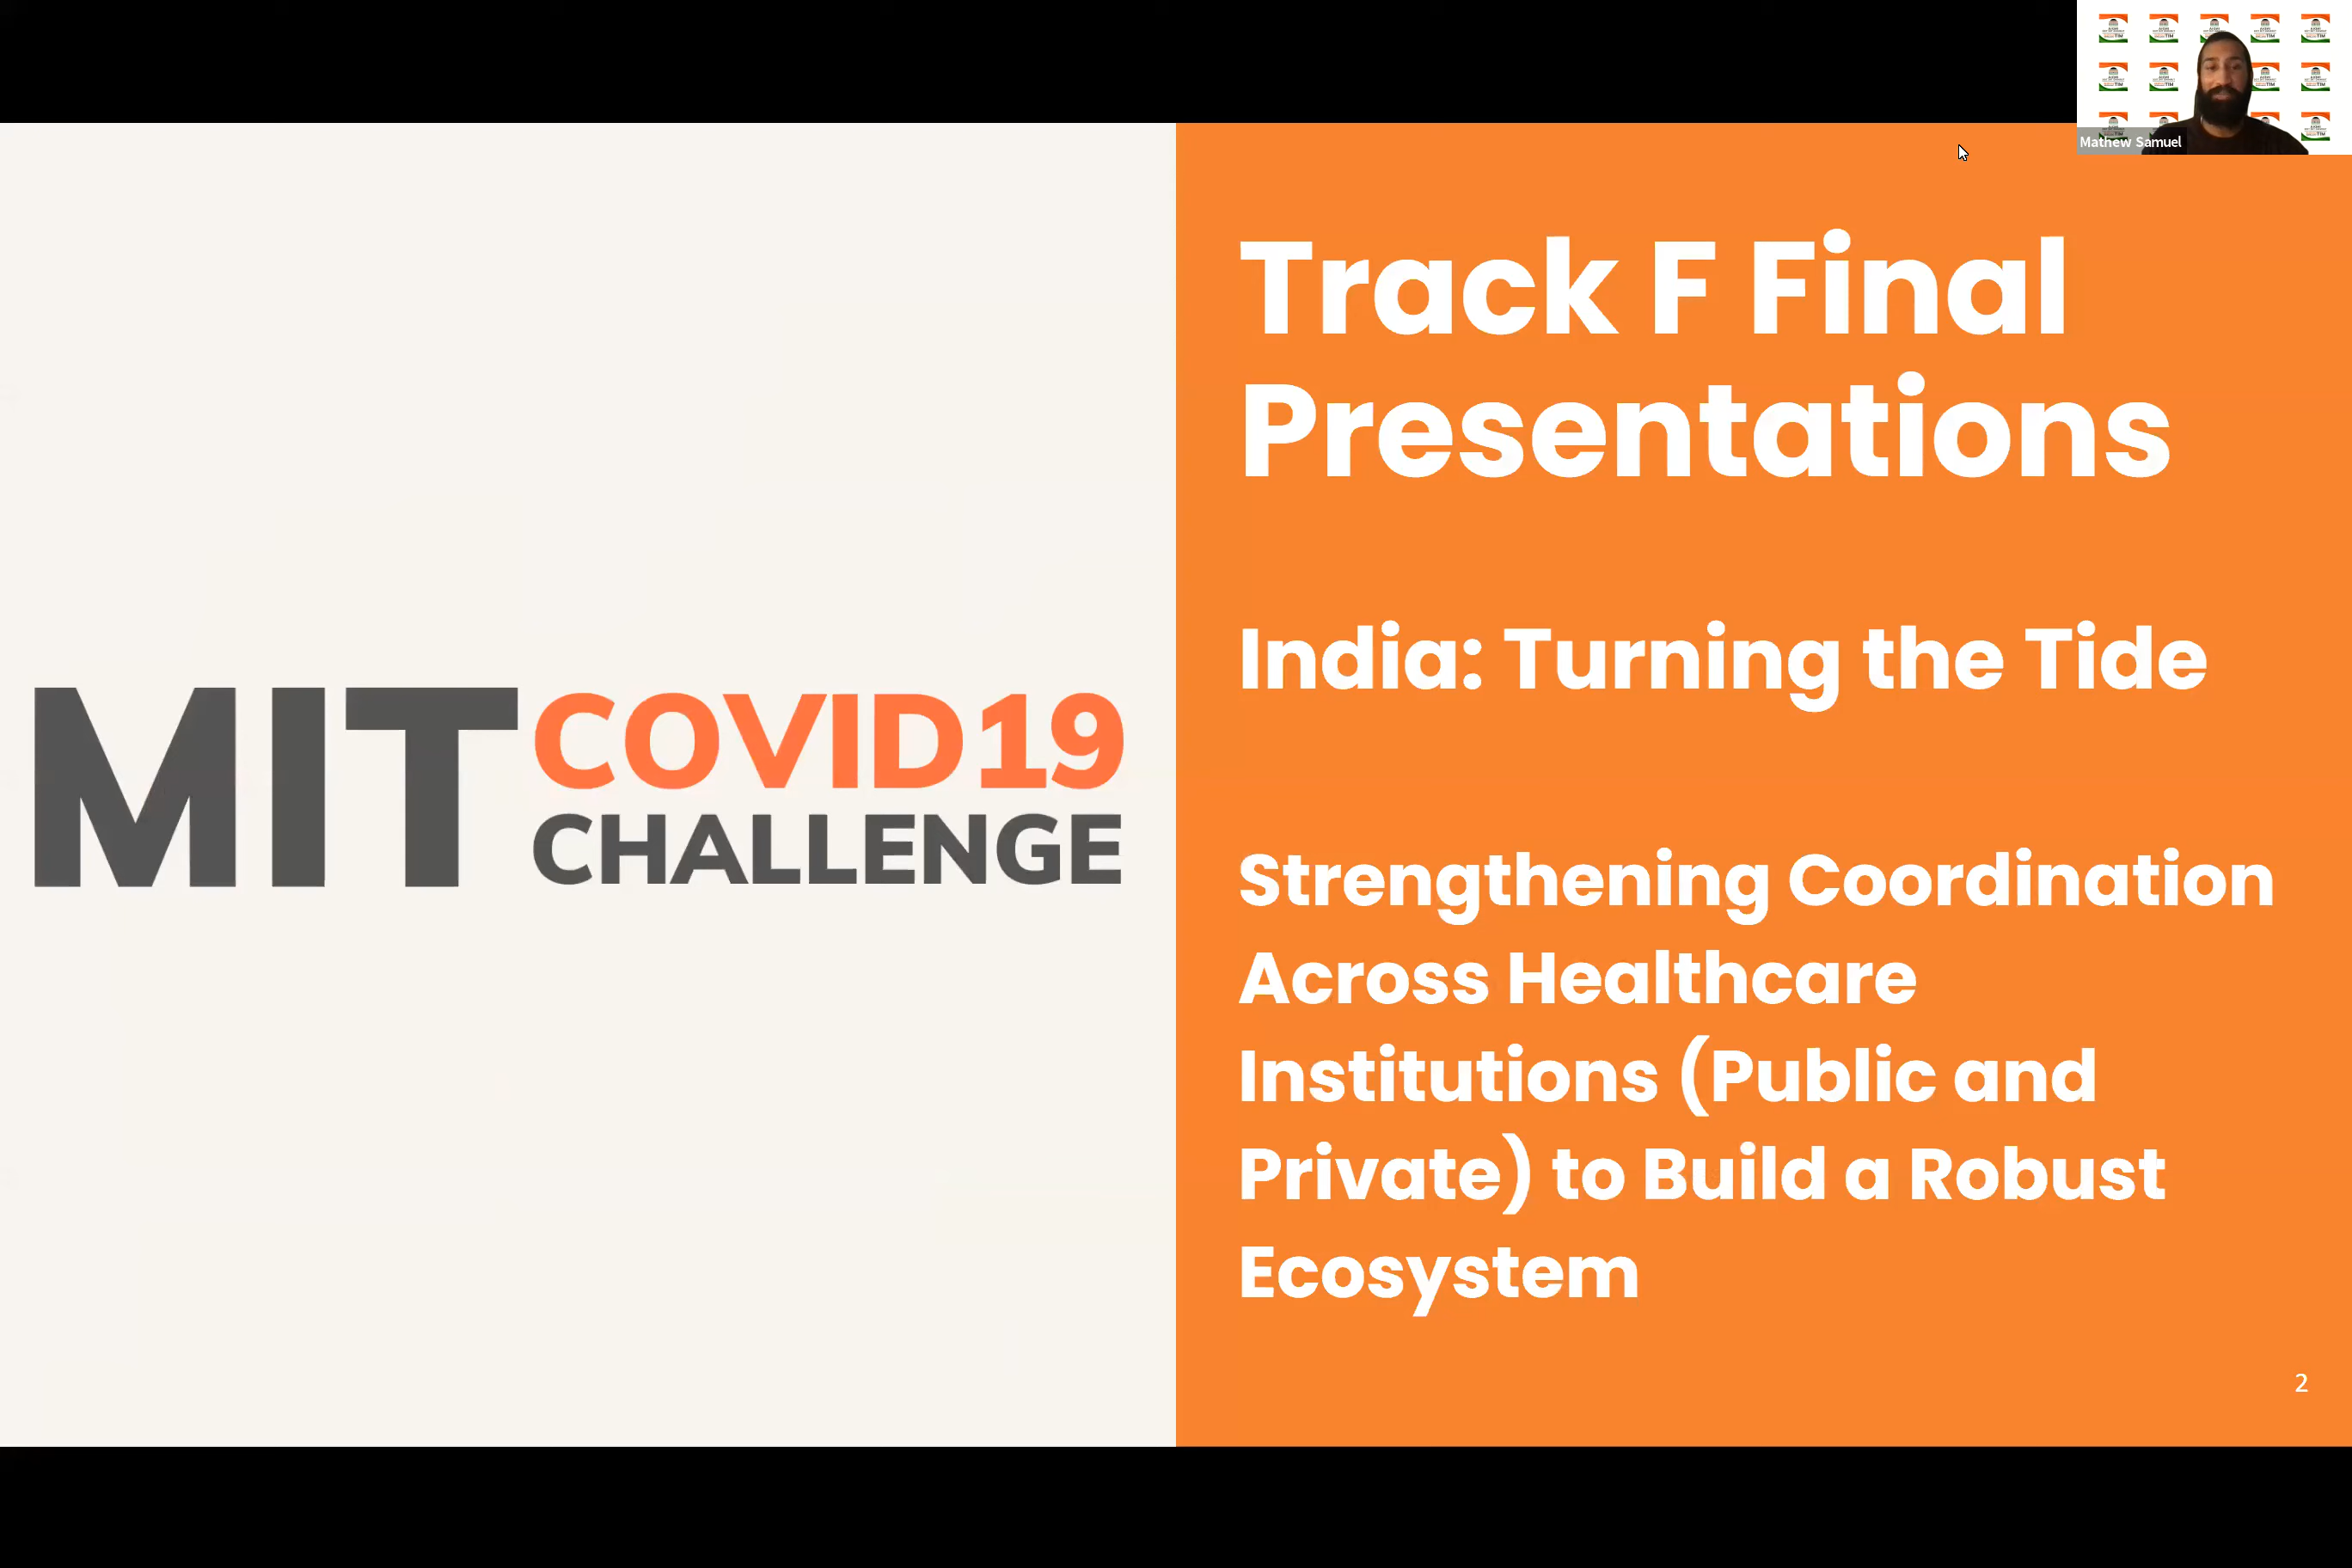 Mathew Samuel
MIT COVID19
CHALLENGE
Track F Final
Presentations
India: Turning the Tide
Strengthening Coordination
Across Healthcare
Institutions (Public and
Private) to Build a Robust
Ecosystem
2